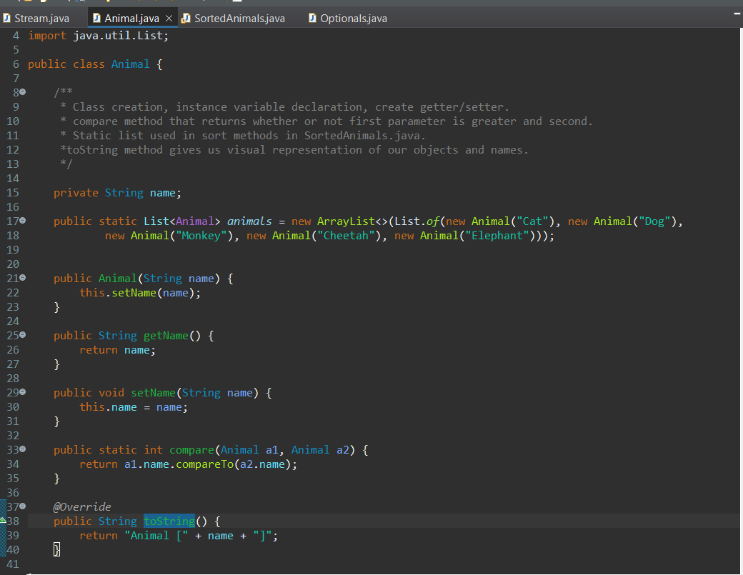 Stream.java Animal.java × SortedAnimals.java Optionals.java
4 import java.util.List;
5
6 public class Animal {
7
8 /**
9 * Class creation, instance variable declaration, create getter/setter.
10 * compare method that returns whether or not first parameter is greater and second.
11 * Static list used in sort methods in SortedAnimals.java.
12 *toString method gives us visual representation of our objects and names.
13 */
14
15 private String name;
16
17 public static List<Animal> animals = new ArrayList<>(List.of(new Animal("Cat"), new Animal("Dog"),
18 new Animal("Monkey"), new Animal("Cheetah"), new Animal("Elephant")));
19
20
21 public Animal(String name) {
22 this.setName(name);
23 }
24
25 public String getName() {
26 return name;
27 }
28
29 public void setName(String name) {
30 this.name = name;
31 }
32
33 public static int compare(Animal a1, Animal a2) {
34 return a1.name.compareTo(a2.name);
35 }
36
37 @Override
38 public String toString() {
39 return "Animal [" + name + "]";
40 }
41